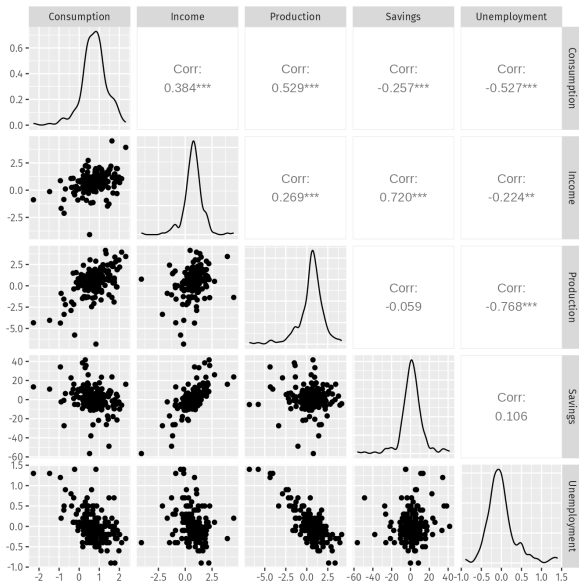 Consumption Income Production Savings Unemployment
0.6
0.4
0.2
0.0
Corr:
0.384***
Corr:
0.529***
Corr:
-0.257***
Corr:
-0.527***
Consumption
2.5
0.0
-2.5
Corr:
0.269***
Corr:
0.720***
Corr:
-0.224**
Income
2.5
0.0
-2.5
-5.0
Corr:
-0.059
Corr:
-0.768***
Production
40
20
0
-20
-40
-60
Corr:
0.106
Savings
1.5
1.0
0.5
0.0
-0.5
-1.0
Unemployment
-2 -1 0 1 2
-2.5 0.0 2.5
-5.0 -2.5 0.0 2.5
-60 -40 -20 0 20 40
-1.0 -0.5 0.0 0.5 1.0 1.5